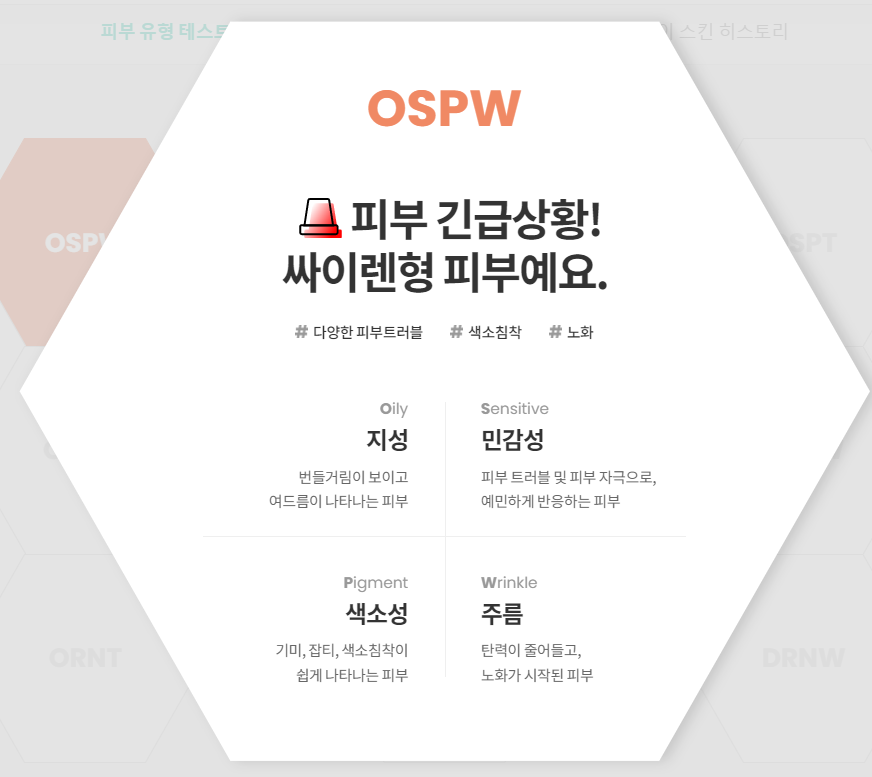 피부 유형 테스트
스킨 히스토리
OSPW
피부 긴급상황!
싸이렌형 피부예요.
# 다양한 피부트러블 # 색소침착 # 노화
Oily
지성
번들거림이 보이고
여드름이 나타나는 피부
Sensitive
민감성
피부 트러블 및 피부 자극으로,
예민하게 반응하는 피부
Pigment
색소성
기미, 잡티, 색소침착이
쉽게 나타나는 피부
Wrinkle
주름
탄력이 줄어들고,
노화가 시작된 피부
ORNT
DRNW